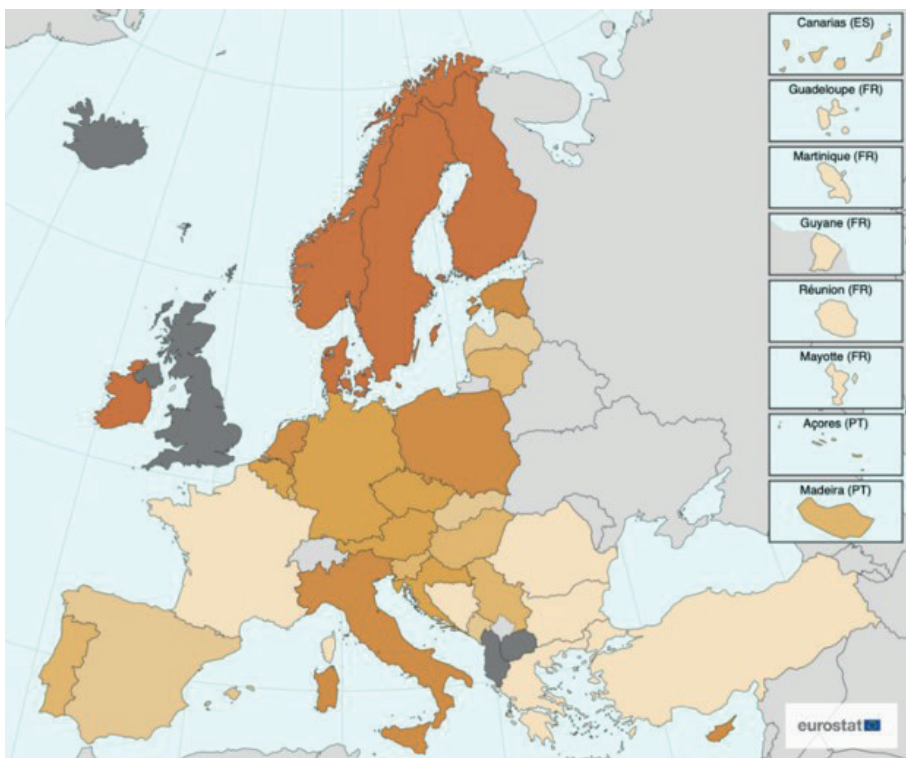 Canarias (ES)
Guadeloupe (FR)
Martinique (FR)
Guyane (FR)
Réunion (FR)
Mayotte (FR)
Açores (PT)
Madeira (PT)
eurostat